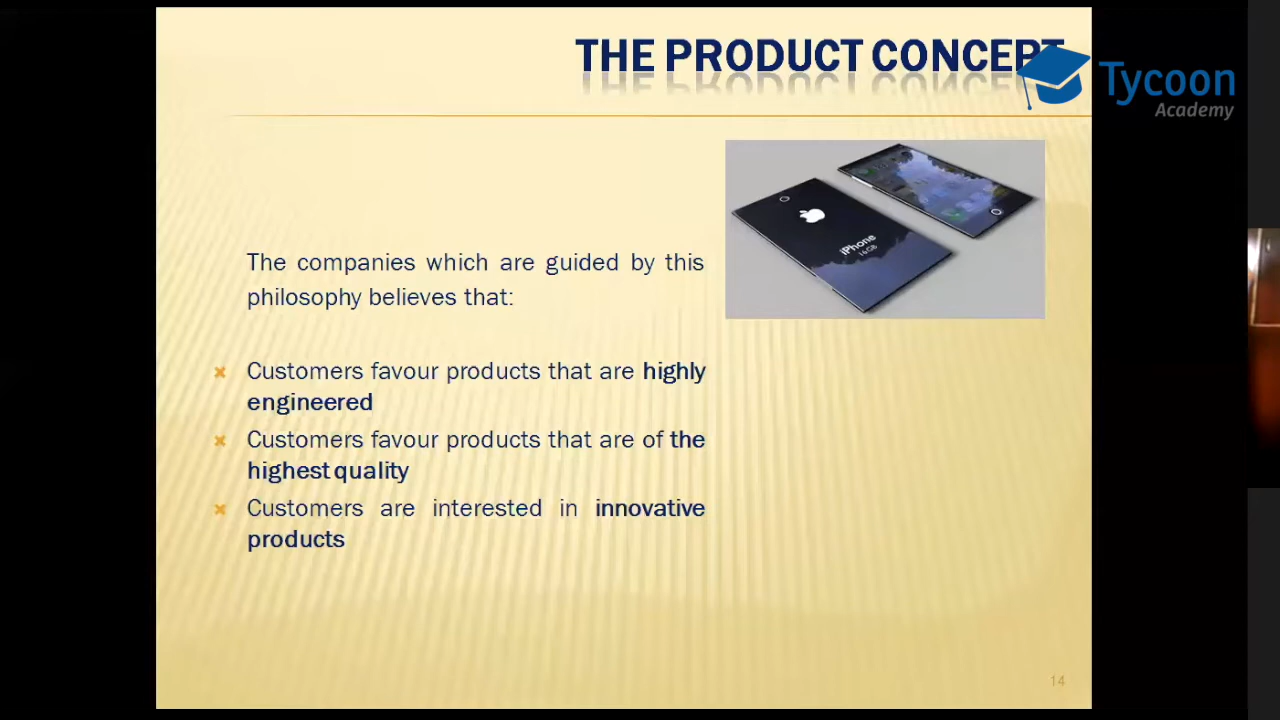 THE PRODUCT CONCEPT
Tycoon
Academy
iPhone
16GB
The companies which are guided by this
philosophy believes that:
Customers favour products that are highly
engineered
Customers favour products that are of the
highest quality
Customers are interested in innovative
products
14